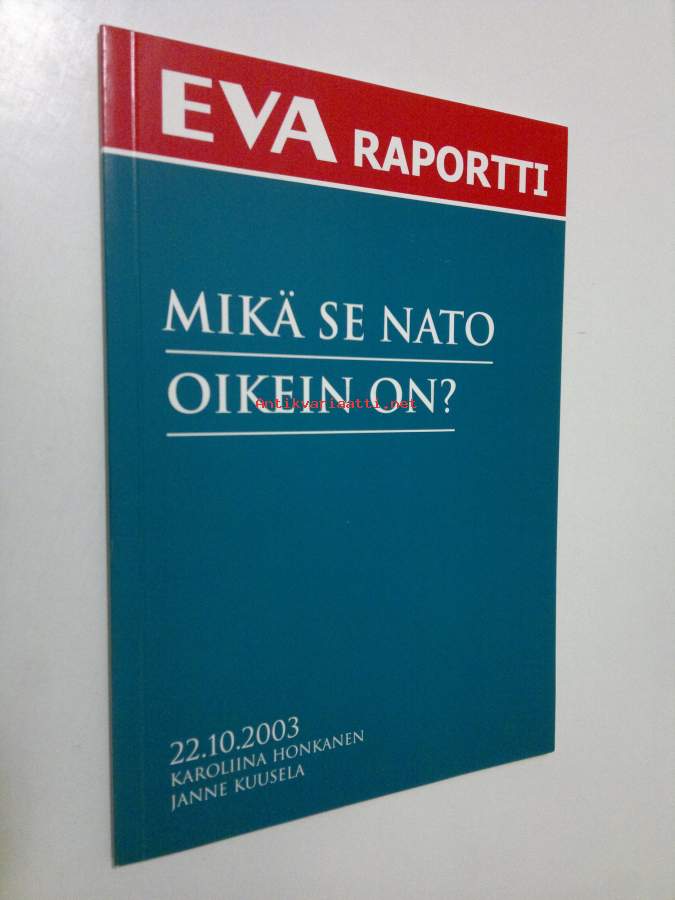 EVA RAPORTTI
MIKÄ SE NATO
OIKEIN ON?
Antikvariaatti.net
22.10.2003
KAROLIINA HONKANEN
JANNE KUUSELA